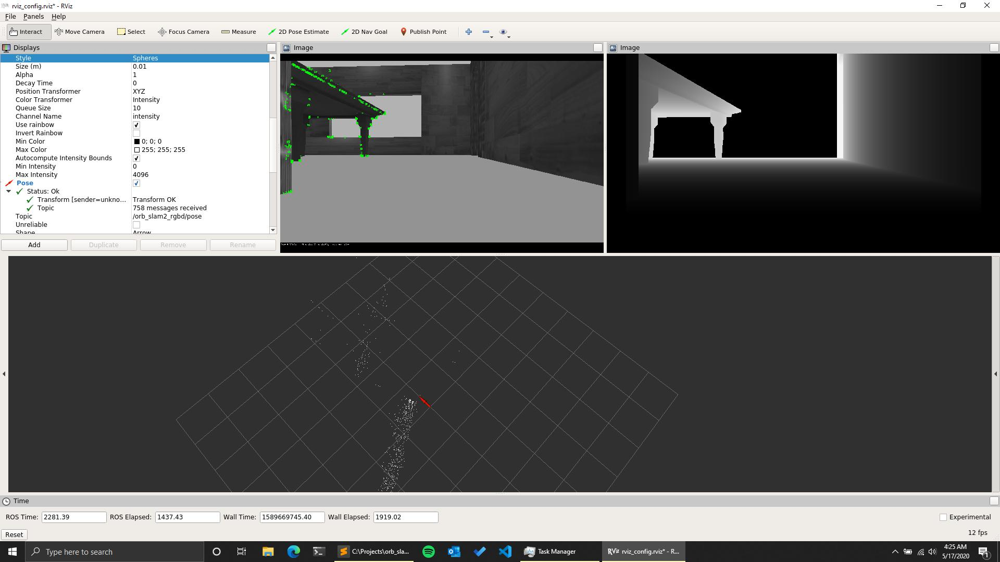 rviz_config.rviz* - RViz
File Panels Help
Interact Move Camera Select Focus Camera Measure 2D Pose Estimate 2D Nav Goal Publish Point
Displays
Style Spheres
Size (m) 0.01
Alpha 1
Decay Time 0
Position Transformer XYZ
Color Transformer Intensity
Queue Size 10
Channel Name intensity
Use rainbow
Invert Rainbow
Min Color 0; 0; 0
Max Color 255; 255; 255
Autocompute Intensity Bounds
Min Intensity 0
Max Intensity 4096
Pose
Status: Ok
Transform [sender=unkno... Transform OK
Topic 758 messages received
Topic /orb_slam2_rgbd/pose
Unreliable
Shape Arrow
Add Duplicate Remove Rename
Image
Image
Time
ROS Time: 2281.39 ROS Elapsed: 1437.43 Wall Time: 1589669745.40 Wall Elapsed: 1919.02 Experimental
Reset 12 fps
Type here to search C:\Projects\orb_sla... Task Manager RViz rviz_config.rviz* - R...
4:25 AM
5/17/2020
1